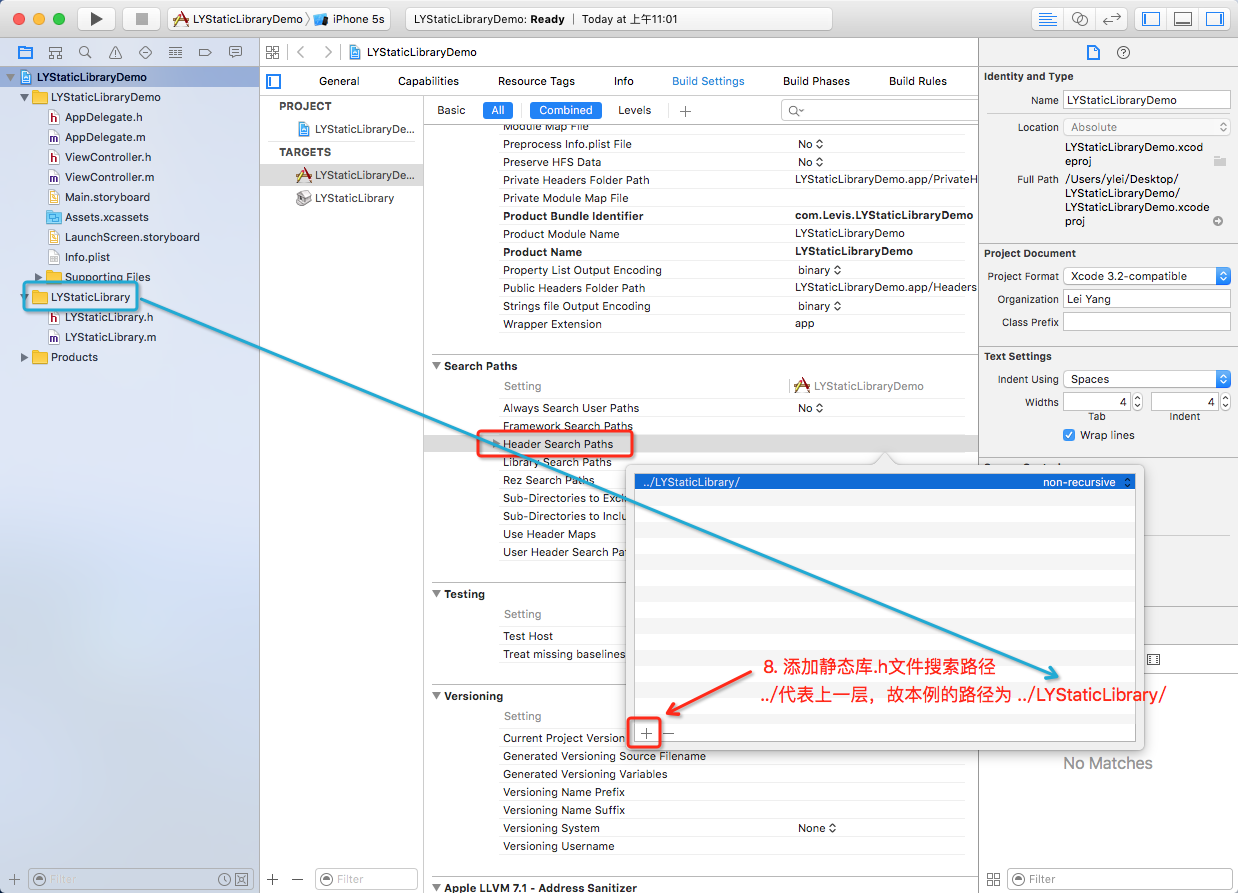 LYStaticLibraryDemo
iPhone 5s
LYStaticLibraryDemo: Ready
Today at 上午11:01
LYStaticLibraryDemo
LYStaticLibraryDemo
AppDelegate.h
AppDelegate.m
ViewController.h
ViewController.m
Main.storyboard
Assets.xcassets
LaunchScreen.storyboard
Info.plist
Supporting Files
LYStaticLibrary
LYStaticLibrary.h
LYStaticLibrary.m
Products
Filter
LYStaticLibraryDemo
General Capabilities Resource Tags Info Build Settings Build Phases Build Rules
PROJECT
LYStaticLibraryDe...
TARGETS
LYStaticLibraryDe...
LYStaticLibrary
Filter
Basic All Combined Levels
Module Map File
Preprocess Info.plist File No
Preserve HFS Data No
Private Headers Folder Path LYStaticLibraryDemo.app/PrivateH
Private Module Map File
Product Bundle Identifier com.Levis.LYStaticLibraryDemo
Product Module Name LYStaticLibraryDemo
Product Name LYStaticLibraryDemo
Property List Output Encoding binary
Public Headers Folder Path LYStaticLibraryDemo.app/Headers
Strings file Output Encoding binary
Wrapper Extension app
Search Paths
Setting LYStaticLibraryDemo
Always Search User Paths No
Framework Search Paths
Header Search Paths
Library Search Paths
Rez Search Paths
Sub-Directories to Exc
Sub-Directories to Inclu
Use Header Maps
User Header Search Pa
../LYStaticLibrary/ non-recursive
8. 添加静态库.h文件搜索路径
../代表上一层，故本例的路径为 ../LYStaticLibrary/
Testing
Setting
Test Host
Treat missing baselines
Versioning
Setting
Current Project Version
Generated Versioning Source Filename
Generated Versioning Variables
Versioning Name Prefix
Versioning Name Suffix
Versioning System None
Versioning Username
Apple LLVM 7.1 - Address Sanitizer
Identity and Type
Name LYStaticLibraryDemo
Location Absolute
LYStaticLibraryDemo.xcod
eproj
Full Path /Users/ylei/Desktop/
LYStaticLibraryDemo/
LYStaticLibraryDemo.xcode
proj
Project Document
Project Format Xcode 3.2-compatible
Organization Lei Yang
Class Prefix
Text Settings
Indent Using Spaces
Widths 4 4
Tab Indent
Wrap lines
No Matches
Filter